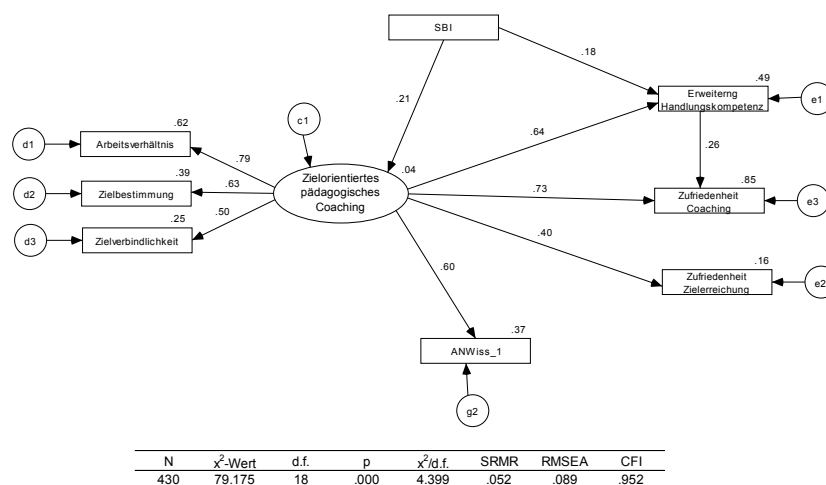 SBI
.18
.49
Erweiterng
Handlungskompetenz
e1
.21
c1
.62
d1
Arbeitsverhältnis
.79
.64
.26
.39
d2
Zielbestimmung
.63
Zielorientiertes
pädagogisches
Coaching
.04
.73
.85
Zufriedenheit
Coaching
e3
.25
d3
Zielverbindlichkeit
.50
.40
.16
Zufriedenheit
Zielerreichung
e2
.60
.37
ANWiss_1
g2
N x²-Wert d.f. p x²/d.f. SRMR RMSEA CFI
430 79.175 18 .000 4.399 .052 .089 .952